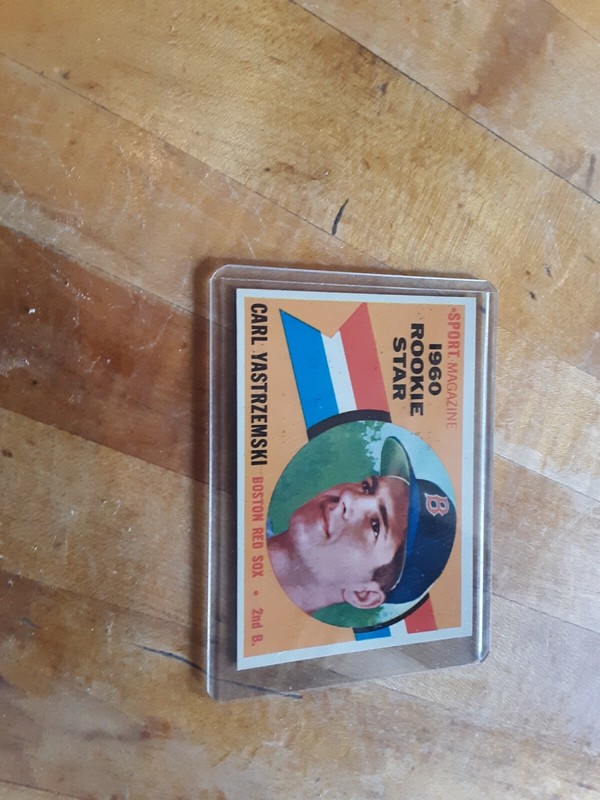 SPORT MAGAZINE
1960
ROOKIE
STAR
B
CARL YASTRZEMSKI BOSTON RED SOX • 2nd B.